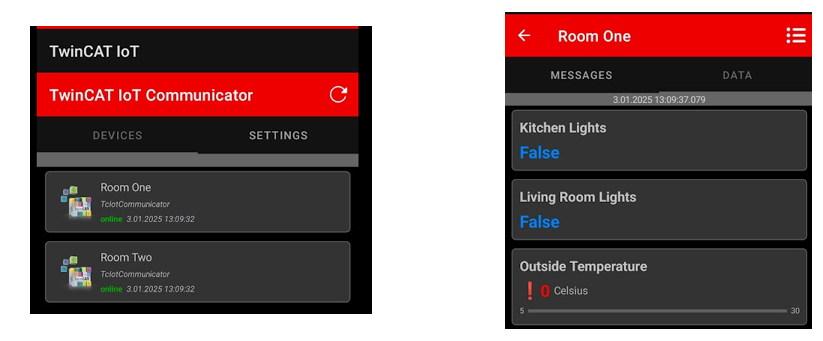 TwinCAT IoT
TwinCAT IoT Communicator
DEVICES SETTINGS
Room One
TcIotCommunicator
online 3.01.2025 13:09:32
Room Two
TcIotCommunicator
online 3.01.2025 13:09:32
Room One
MESSAGES DATA
3.01.2025 13:09:37.079
Kitchen Lights
False
Living Room Lights
False
Outside Temperature
❗ 0 Celsius
5 30